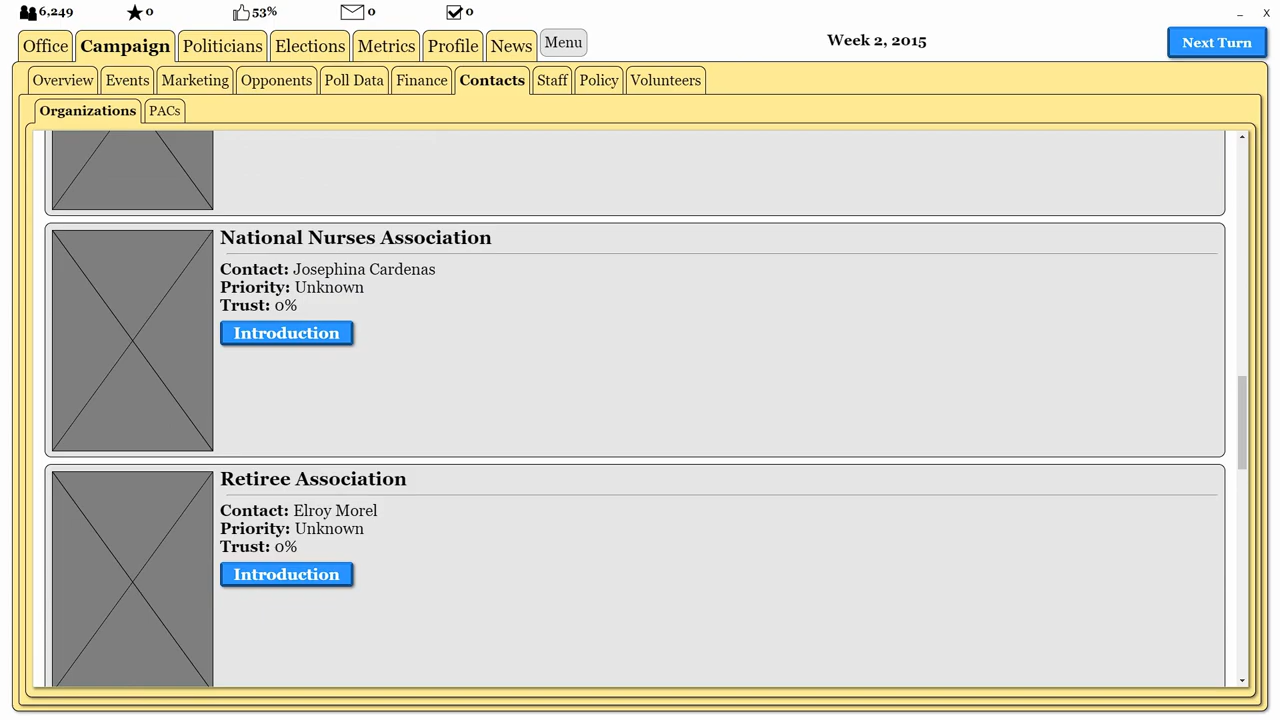 6,249 0 53% 0 0 _ X
Office Campaign Politicians Elections Metrics Profile News Menu Week 2, 2015 Next Turn
Overview Events Marketing Opponents Poll Data Finance Contacts Staff Policy Volunteers
Organizations PACs
National Nurses Association
Contact: Josephina Cardenas
Priority: Unknown
Trust: 0%
Introduction
Retiree Association
Contact: Elroy Morel
Priority: Unknown
Trust: 0%
Introduction